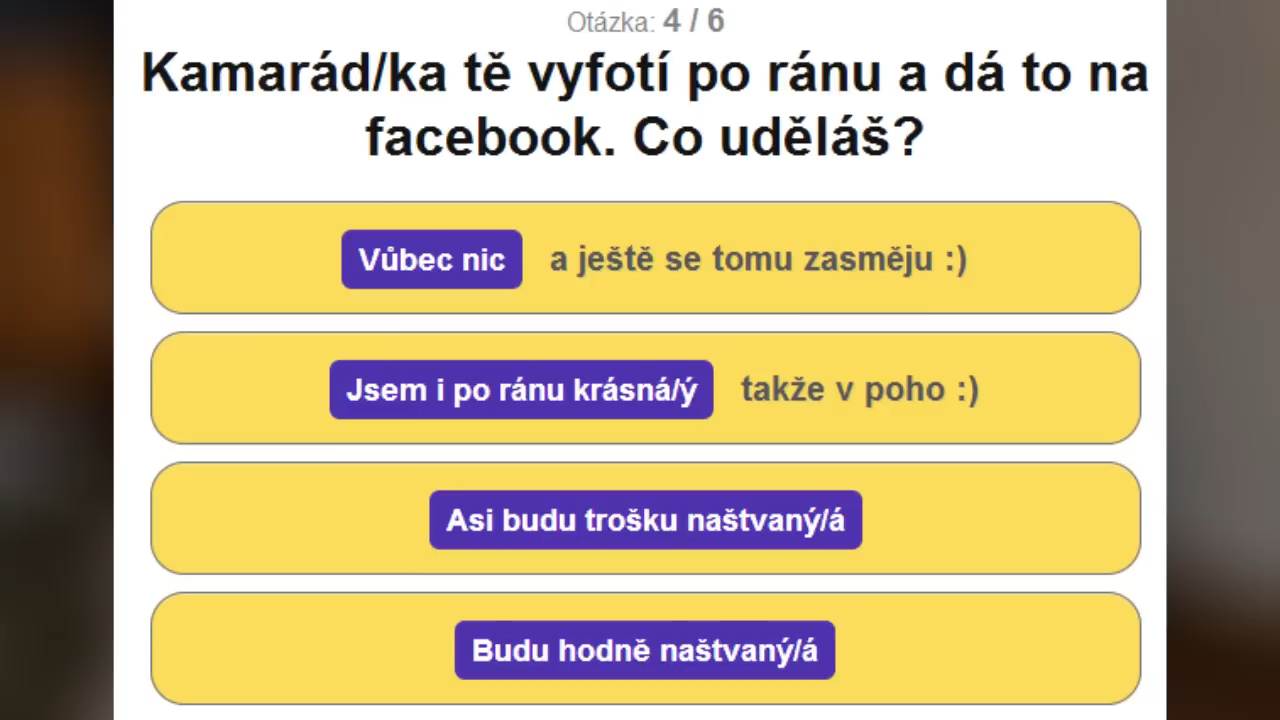 Otázka: 4 / 6
Kamarád/ka tě vyfotí po ránu a dá to na
facebook. Co uděláš?
Vůbec nic a ještě se tomu zasměju :)
Jsem i po ránu krásná/ý takže v poho :)
Asi budu trošku naštvaný/á
Budu hodně naštvaný/á